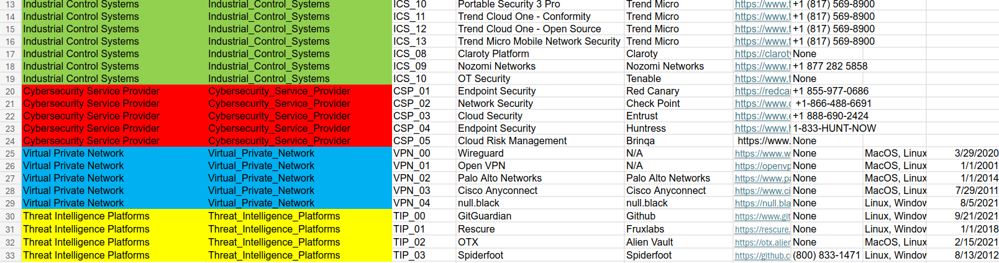 13 Industrial Control Systems Industrial_Control_Systems ICS_10 Portable Security 3 Pro Trend Micro https://www.t +1 (817) 569-8900
14 Industrial Control Systems Industrial_Control_Systems ICS_11 Trend Cloud One - Conformity Trend Micro https://www.t +1 (817) 569-8900
15 Industrial Control Systems Industrial_Control_Systems ICS_12 Trend Cloud One - Open Source Trend Micro https://www.t +1 (817) 569-8900
16 Industrial Control Systems Industrial_Control_Systems ICS_13 Trend Micro Mobile Network Security Trend Micro https://www.t +1 (817) 569-8900
17 Industrial Control Systems Industrial_Control_Systems ICS_08 Claroty Platform Claroty https://claroty None
18 Industrial Control Systems Industrial_Control_Systems ICS_09 Nozomi Networks Nozomi Networks https://www.n +1 877 282 5858
19 Industrial Control Systems Industrial_Control_Systems ICS_10 OT Security Tenable https://www.t None
20 Cybersecurity Service Provider Cybersecurity_Service_Provider CSP_01 Endpoint Security Red Canary https://redca +1 855-977-0686
21 Cybersecurity Service Provider Cybersecurity_Service_Provider CSP_02 Network Security Check Point https://www.c +1-866-488-6691
22 Cybersecurity Service Provider Cybersecurity_Service_Provider CSP_03 Cloud Security Entrust https://www.e +1 888-690-2424
23 Cybersecurity Service Provider Cybersecurity_Service_Provider CSP_04 Endpoint Security Huntress https://www.h 1-833-HUNT-NOW
24 Cybersecurity Service Provider Cybersecurity_Service_Provider CSP_05 Cloud Risk Management Brinqa https://www. None
25 Virtual Private Network Virtual_Private_Network VPN_00 Wireguard N/A https://www.w None MacOS, Linux 3/29/2020
26 Virtual Private Network Virtual_Private_Network VPN_01 Open VPN N/A https://openvp None MacOS, Linux 1/1/2001
27 Virtual Private Network Virtual_Private_Network VPN_02 Palo Alto Networks Palo Alto Networks https://www.pa None MacOS, Linux 1/1/2014
28 Virtual Private Network Virtual_Private_Network VPN_03 Cisco Anyconnect Cisco Anyconnect https://www.ci None MacOS, Linux 7/29/2011
29 Virtual Private Network Virtual_Private_Network VPN_04 null.black null.black https://null.bla None Linux, Window 8/5/2021
30 Threat Intelligence Platforms Threat_Intelligence_Platforms TIP_00 GitGuardian Github https://www.git None Linux, Window 9/21/2021
31 Threat Intelligence Platforms Threat_Intelligence_Platforms TIP_01 Rescure Fruxlabs https://rescure. None Linux, Window 1/1/2018
32 Threat Intelligence Platforms Threat_Intelligence_Platforms TIP_02 OTX Alien Vault https://otx.alien None MacOS, Linux 2/15/2021
33 Threat Intelligence Platforms Threat_Intelligence_Platforms TIP_03 Spiderfoot Spiderfoot https://github.c (800) 833-1471 Linux, Window 8/13/2012